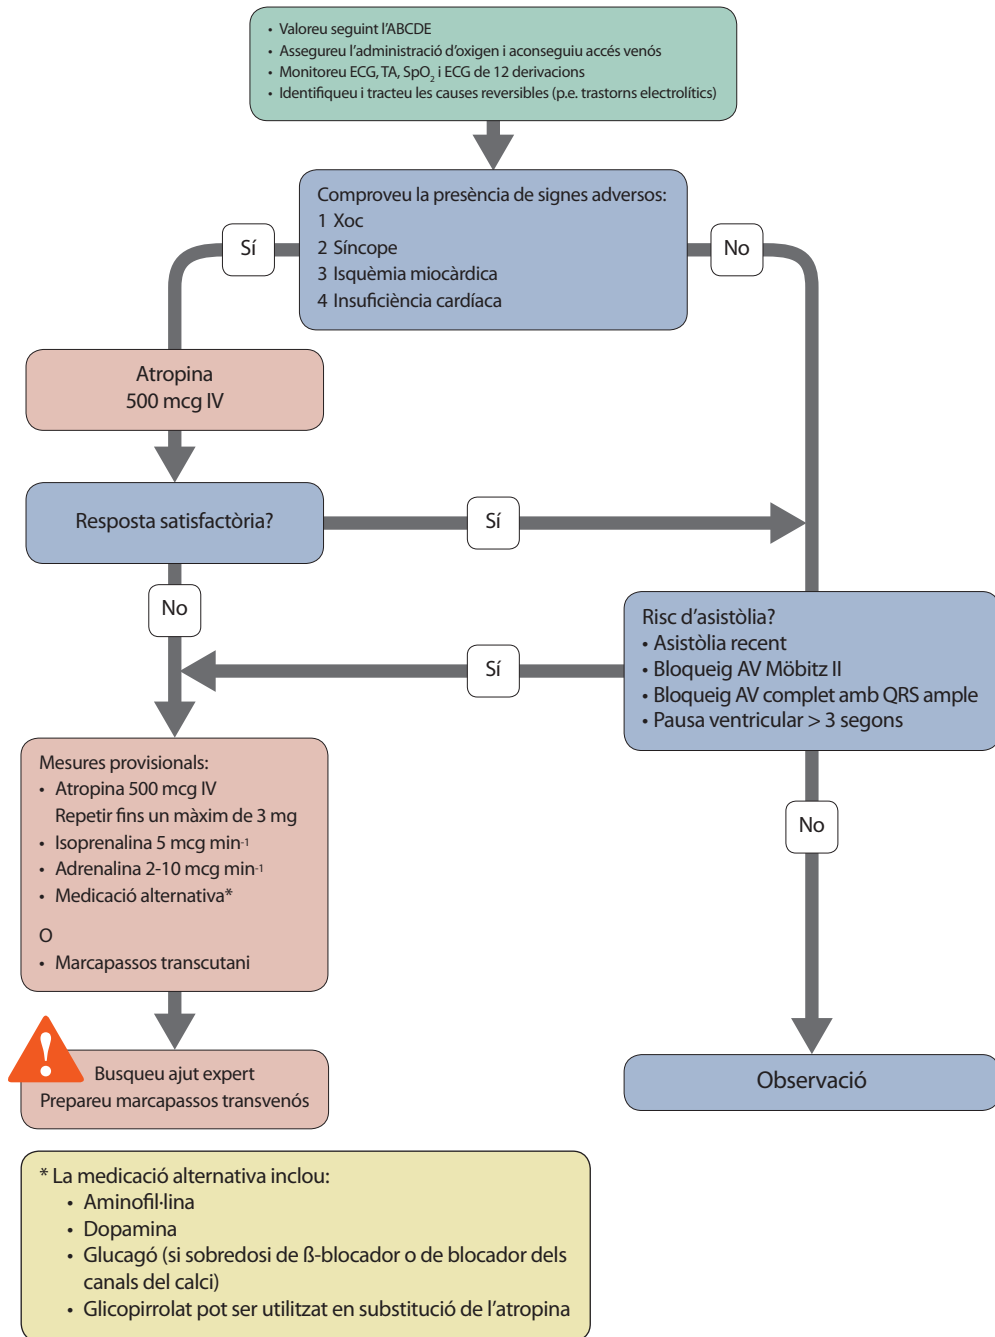 • Valoreu seguint l’ABCDE
• Assegureu l’administració d’oxigen i aconseguiu accés venós
• Monitoreu ECG, TA, SpO2 i ECG de 12 derivacions
• Identifiqueu i tracteu les causes reversibles (p.e. trastorns electrolítics)
Comproveu la presència de signes adversos:
1 Xoc
2 Síncope
3 Isquèmia miocàrdica
4 Insuficiència cardíaca
Sí
No
Atropina
500 mcg IV
Resposta satisfactòria?
Sí
No
Risc d’asistòlia?
• Asistòlia recent
• Bloqueig AV Möbitz II
• Bloqueig AV complet amb QRS ample
• Pausa ventricular > 3 segons
Sí
No
Mesures provisionals:
• Atropina 500 mcg IV
Repetir fins un màxim de 3 mg
• Isoprenalina 5 mcg min-1
• Adrenalina 2-10 mcg min-1
• Medicació alternativa*
O
• Marcapassos transcutani
!
Busqueu ajut expert
Prepareu marcapassos transvenós
Observació
* La medicació alternativa inclou:
• Aminofil·lina
• Dopamina
• Glucagó (si sobredosi de ß-blocador o de blocador dels
canals del calci)
• Glicopirrolat pot ser utilitzat en substitució de l’atropina